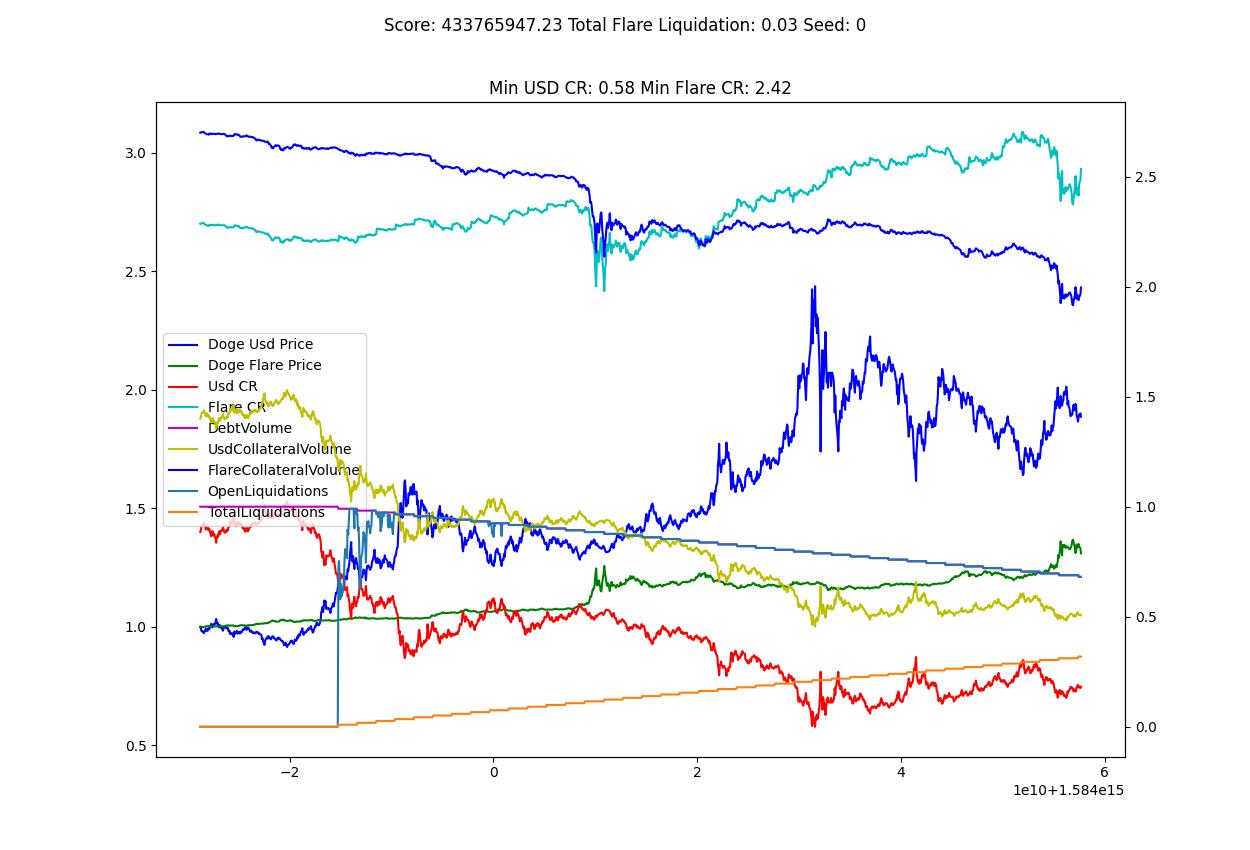 Score: 433765947.23 Total Flare Liquidation: 0.03 Seed: 0
Min USD CR: 0.58 Min Flare CR: 2.42
3.0
2.5
2.0
1.5
1.0
0.5
2.5
2.0
1.5
1.0
0.5
0.0
Doge Usd Price
Doge Flare Price
Usd CR
Flare CR
DebtVolume
UsdCollateralVolume
FlareCollateralVolume
OpenLiquidations
TotalLiquidations
−2
0
2
4
6
1e10+1.584e15